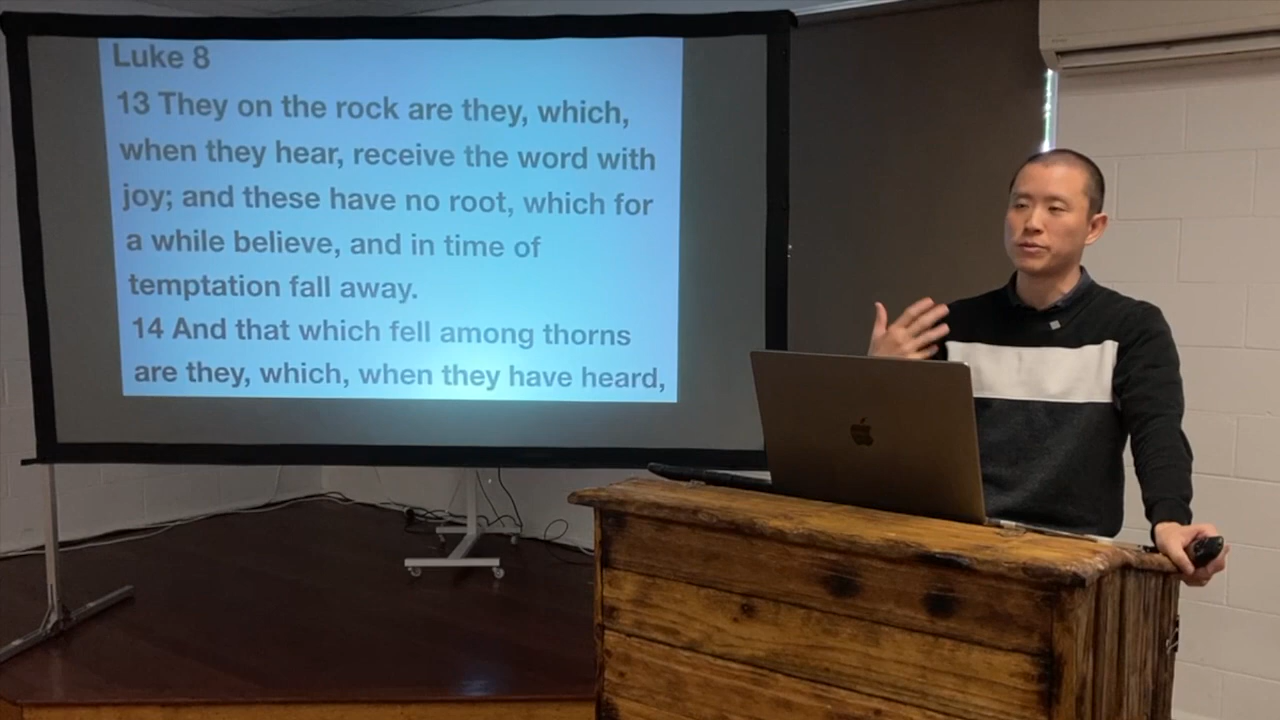 Luke 8
13 They on the rock are they, which,
when they hear, receive the word with
joy; and these have no root, which for
a while believe, and in time of
temptation fall away.
14 And that which fell among thorns
are they, which, when they have heard,